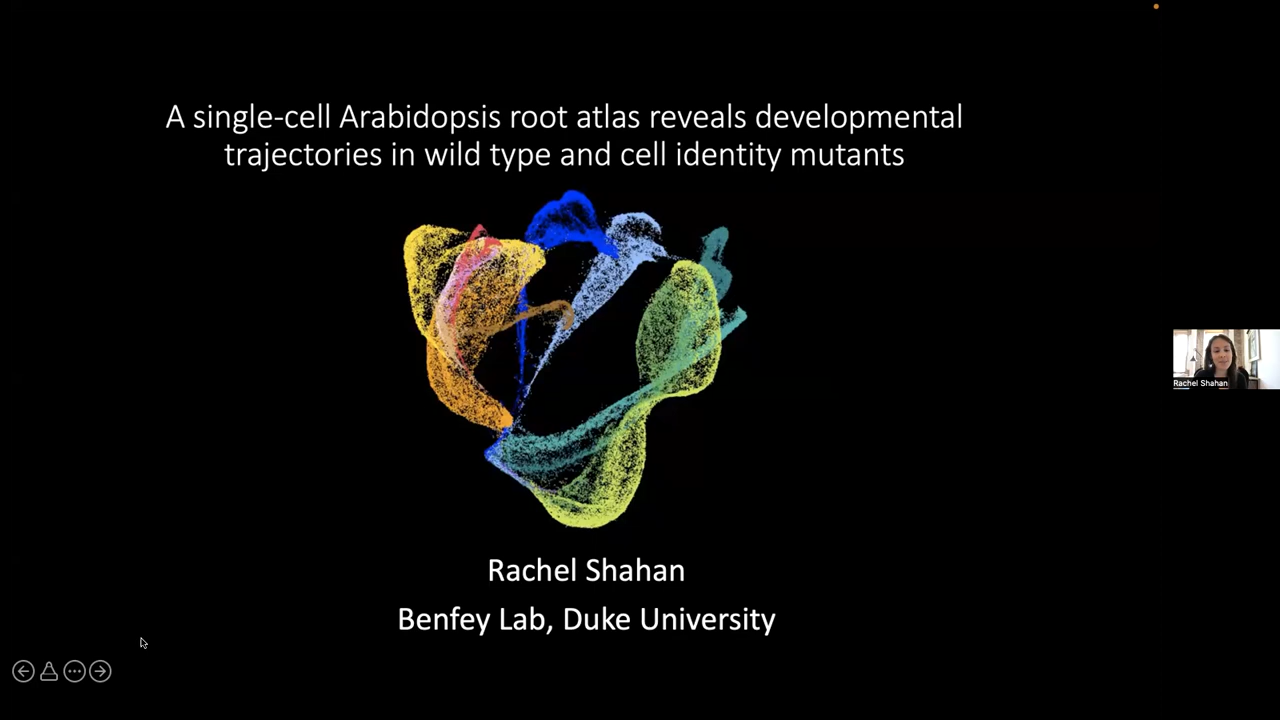 A single-cell Arabidopsis root atlas reveals developmental
trajectories in wild type and cell identity mutants
Rachel Shahan
Rachel Shahan
Benfey Lab, Duke University